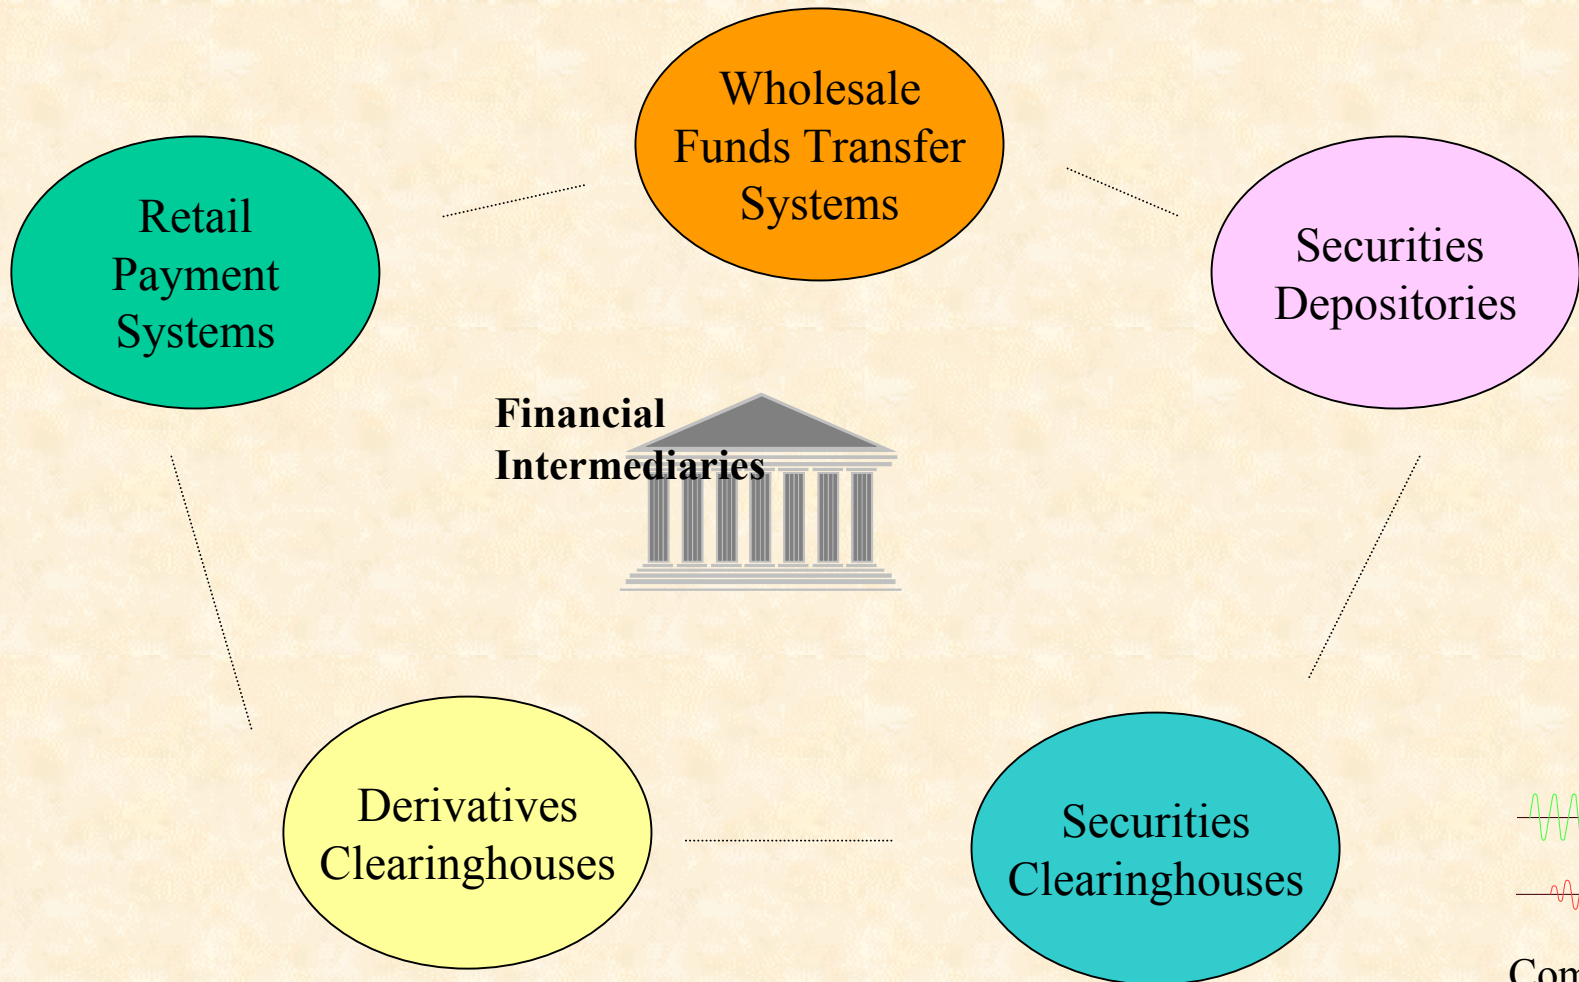 Wholesale
Funds Transfer
Systems
Retail
Payment
Systems
Securities
Depositories
Financial
Intermediaries
Derivatives
Clearinghouses
Securities
Clearinghouses